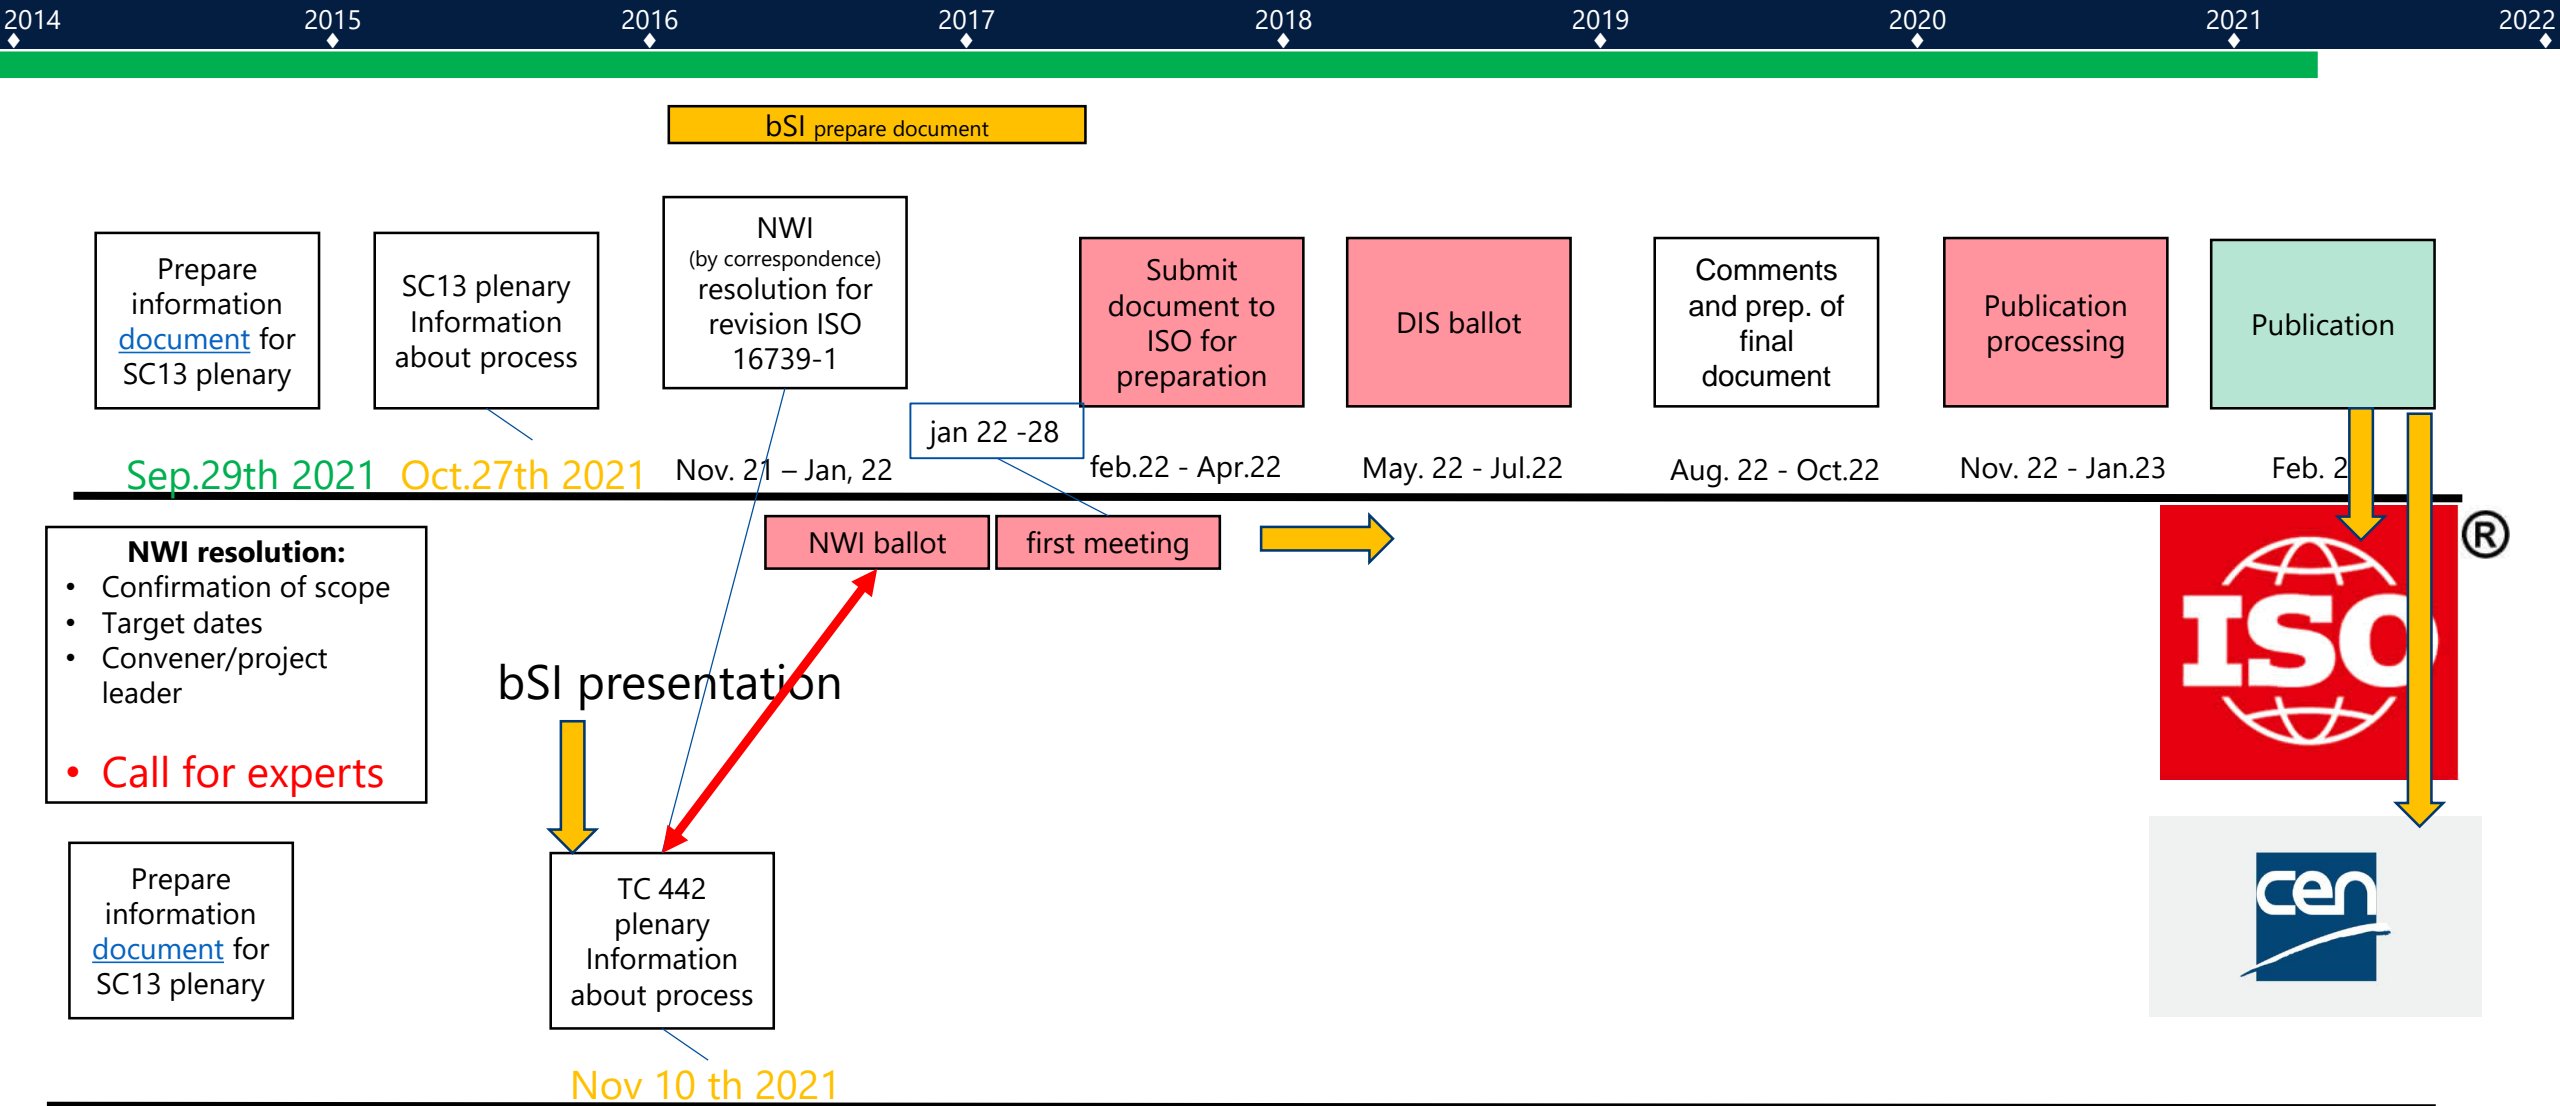 2014 2015 2016 2017 2018 2019 2020 2021 2022
bSI prepare document
Prepare
information
document for
SC13 plenary
SC13 plenary
Information
about process
NWI
(by correspondence)
resolution for
revision ISO
16739-1
Submit
document to
ISO for
preparation
DIS ballot
Comments
and prep. of
final
document
Publication
processing
Publication
jan 22 -28
Sep.29th 2021
Oct.27th 2021
Nov. 21 – Jan, 22
feb.22 - Apr.22
May. 22 - Jul.22
Aug. 22 - Oct.22
Nov. 22 - Jan.23
Feb. 2
NWI ballot
first meeting
NWI resolution:
• Confirmation of scope
• Target dates
• Convener/project
leader
• Call for experts
bSI presentation
ISO
®
Prepare
information
document for
SC13 plenary
TC 442
plenary
Information
about process
Nov 10 th 2021
cen